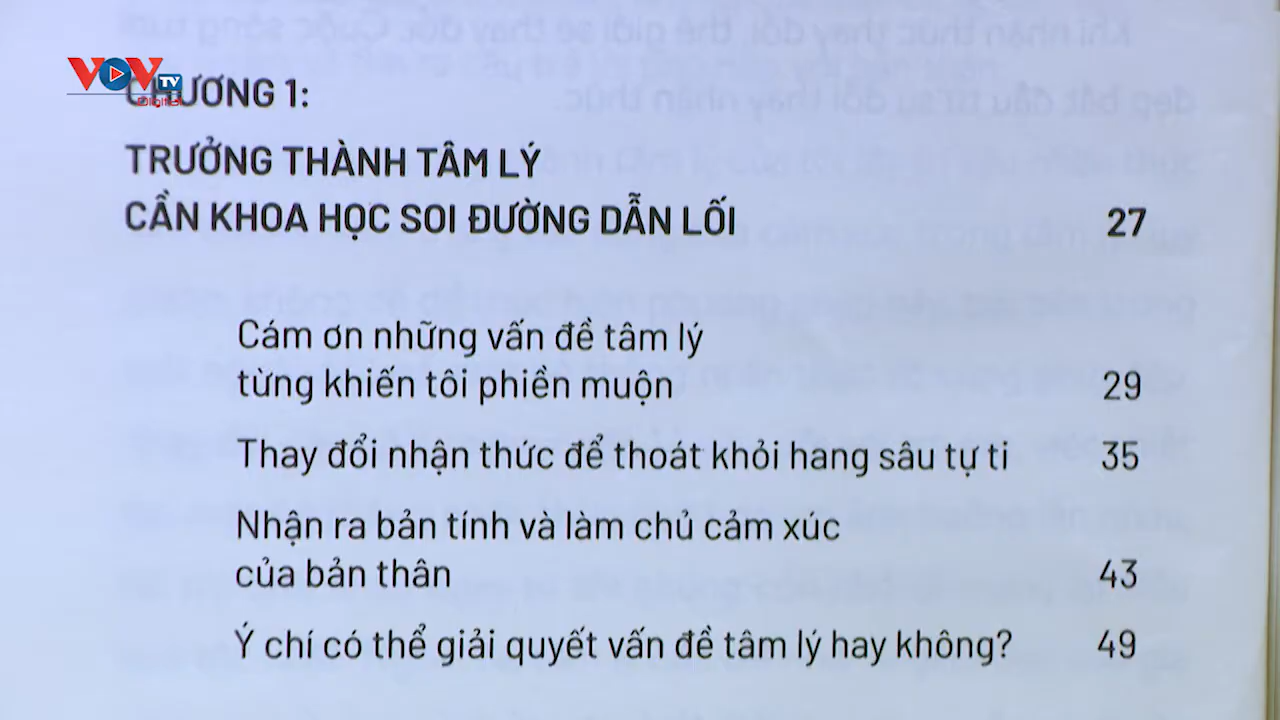 VOV TV
Digital
CHƯƠNG 1:
TRƯỞNG THÀNH TÂM LÝ
CẦN KHOA HỌC SOI ĐƯỜNG DẪN LỐI 27
Cám ơn những vấn đề tâm lý
từng khiến tôi phiền muộn 29
Thay đổi nhận thức để thoát khỏi hang sâu tự ti 35
Nhận ra bản tính và làm chủ cảm xúc
của bản thân 43
Ý chí có thể giải quyết vấn đề tâm lý hay không? 49